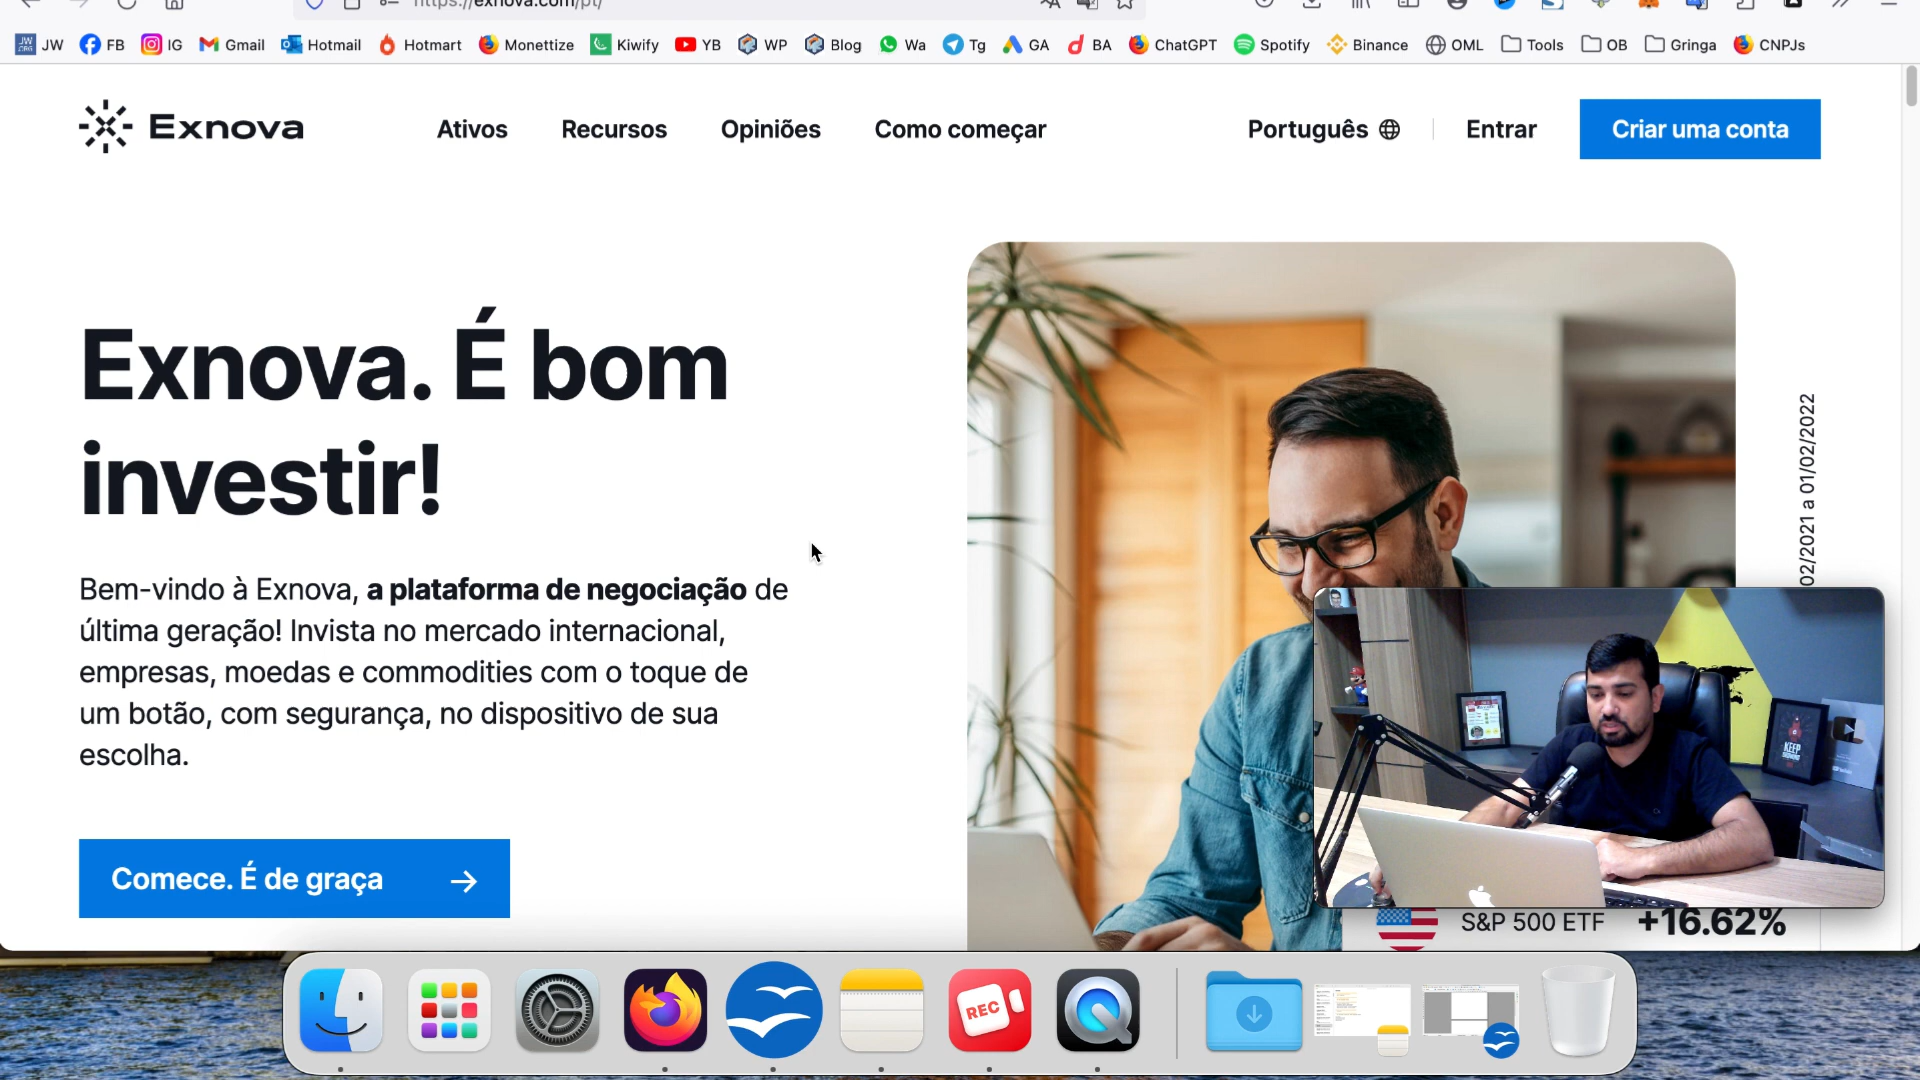 https://exnova.com/pt/
JW FB IG Gmail Hotmail Hotmart Monettize Kiwify YB WP Blog Wa Tg GA BA ChatGPT Spotify Binance OML Tools OB Gringa CNPJs
Exnova
Ativos Recursos Opiniões Como começar Português Entrar Criar uma conta
Exnova. É bom
investir!
Bem-vindo à Exnova, a plataforma de negociação de
última geração! Invista no mercado internacional,
empresas, moedas e commodities com o toque de
um botão, com segurança, no dispositivo de sua
escolha.
Comece. É de graça
02/2021 a 01/02/2022
KEEP
S&P 500 ETF +16.62%
REC